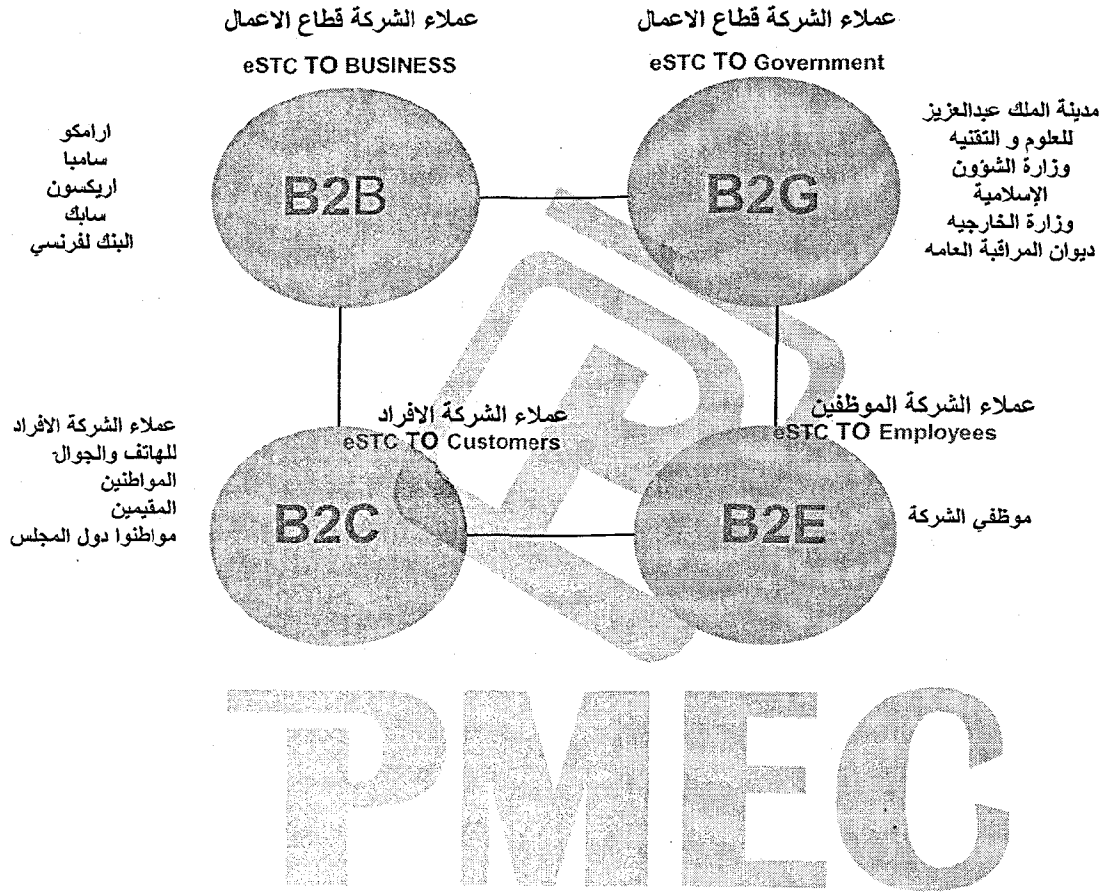 عملاء الشركة قطاع الاعمال
eSTC TO BUSINESS
B2B
ارامكو
سامبا
اريكسون
سابك
البنك لفرنسي
عملاء الشركة قطاع الاعمال
eSTC TO Government
B2G
مدينة الملك عبدالعزيز
للعلوم و التقنيه
وزارة الشؤون
الإسلامية
وزارة الخارجيه
ديوان المراقبة العامه
عملاء الشركة الافراد
eSTC TO Customers
B2C
عملاء الشركة الافراد
للهاتف والجوال
المواطنين
المقيمين
مواطنوا دول المجلس
عملاء الشركة الموظفين
eSTC TO Employees
B2E
موظفي الشركة
PMEC